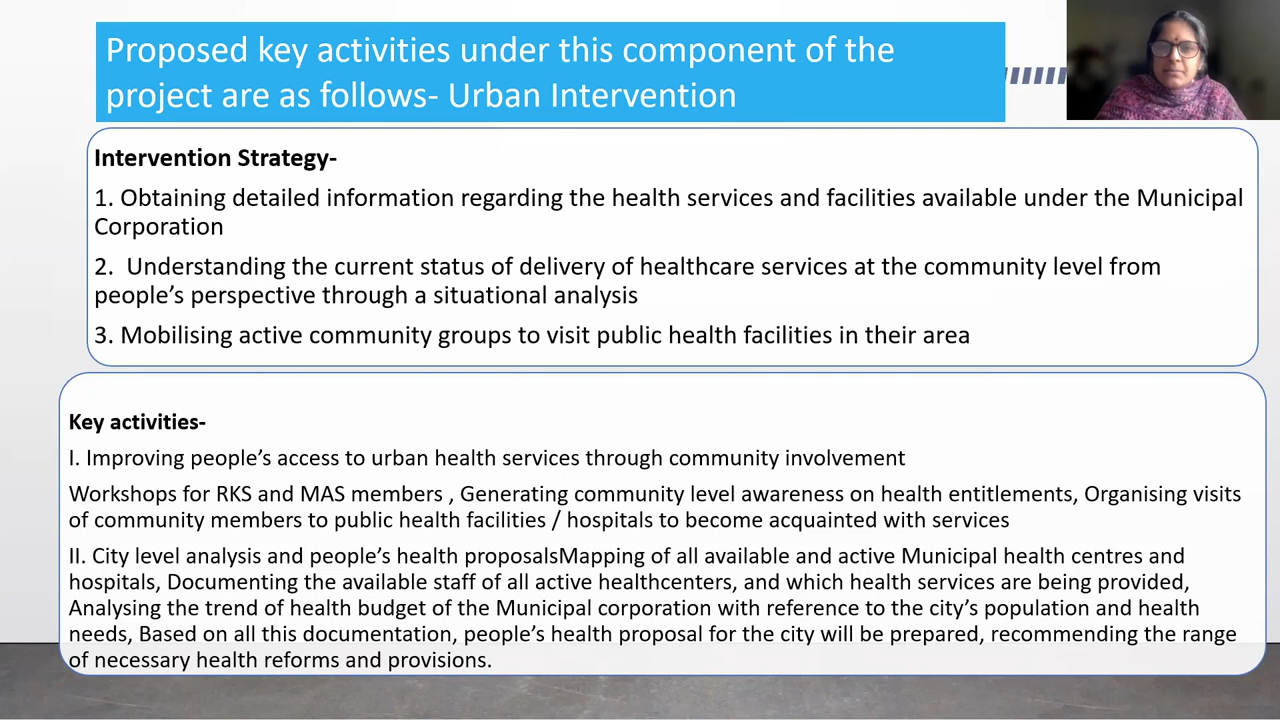 Proposed key activities under this component of the
project are as follows- Urban Intervention
Intervention Strategy-
1. Obtaining detailed information regarding the health services and facilities available under the Municipal
Corporation
2.  Understanding the current status of delivery of healthcare services at the community level from
people’s perspective through a situational analysis
3. Mobilising active community groups to visit public health facilities in their area
Key activities-
I. Improving people’s access to urban health services through community involvement
Workshops for RKS and MAS members , Generating community level awareness on health entitlements, Organising visits
of community members to public health facilities / hospitals to become acquainted with services
II. City level analysis and people’s health proposalsMapping of all available and active Municipal health centres and
hospitals, Documenting the available staff of all active healthcenters, and which health services are being provided,
Analysing the trend of health budget of the Municipal corporation with reference to the city’s population and health
needs, Based on all this documentation, people’s health proposal for the city will be prepared, recommending the range
of necessary health reforms and provisions.